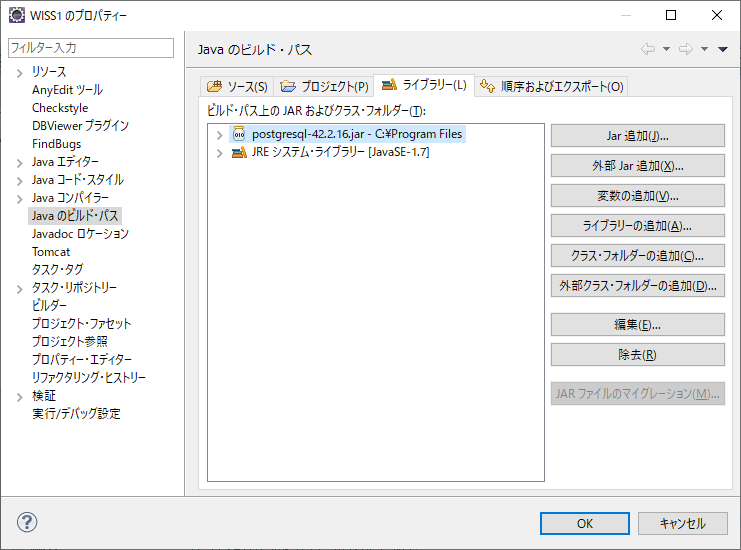 WISS1 のプロパティー
フィルター入力
リソース
AnyEdit ツール
Checkstyle
DBViewer プラグイン
FindBugs
Java エディター
Java コード・スタイル
Java コンパイラー
Java のビルド・パス
Javadoc ロケーション
Tomcat
タスク・タグ
タスク・リポジトリー
ビルダー
プロジェクト・ファセット
プロジェクト参照
プロパティー・エディター
リファクタリング・ヒストリー
検証
実行/デバッグ設定
Java のビルド・パス
ソース(S) プロジェクト(P) ライブラリー(L) 順序およびエクスポート(O)
ビルド・パス上の JAR およびクラス・フォルダー(T):
postgresql-42.2.16.jar - C:¥Program Files
JRE システム・ライブラリー [JavaSE-1.7]
Jar 追加(J)...
外部 Jar 追加(X)...
変数の追加(V)...
ライブラリーの追加(A)...
クラス・フォルダーの追加(C)...
外部クラス・フォルダーの追加(D)...
編集(E)...
除去(R)
JAR ファイルのマイグレーション(M)...
OK キャンセル